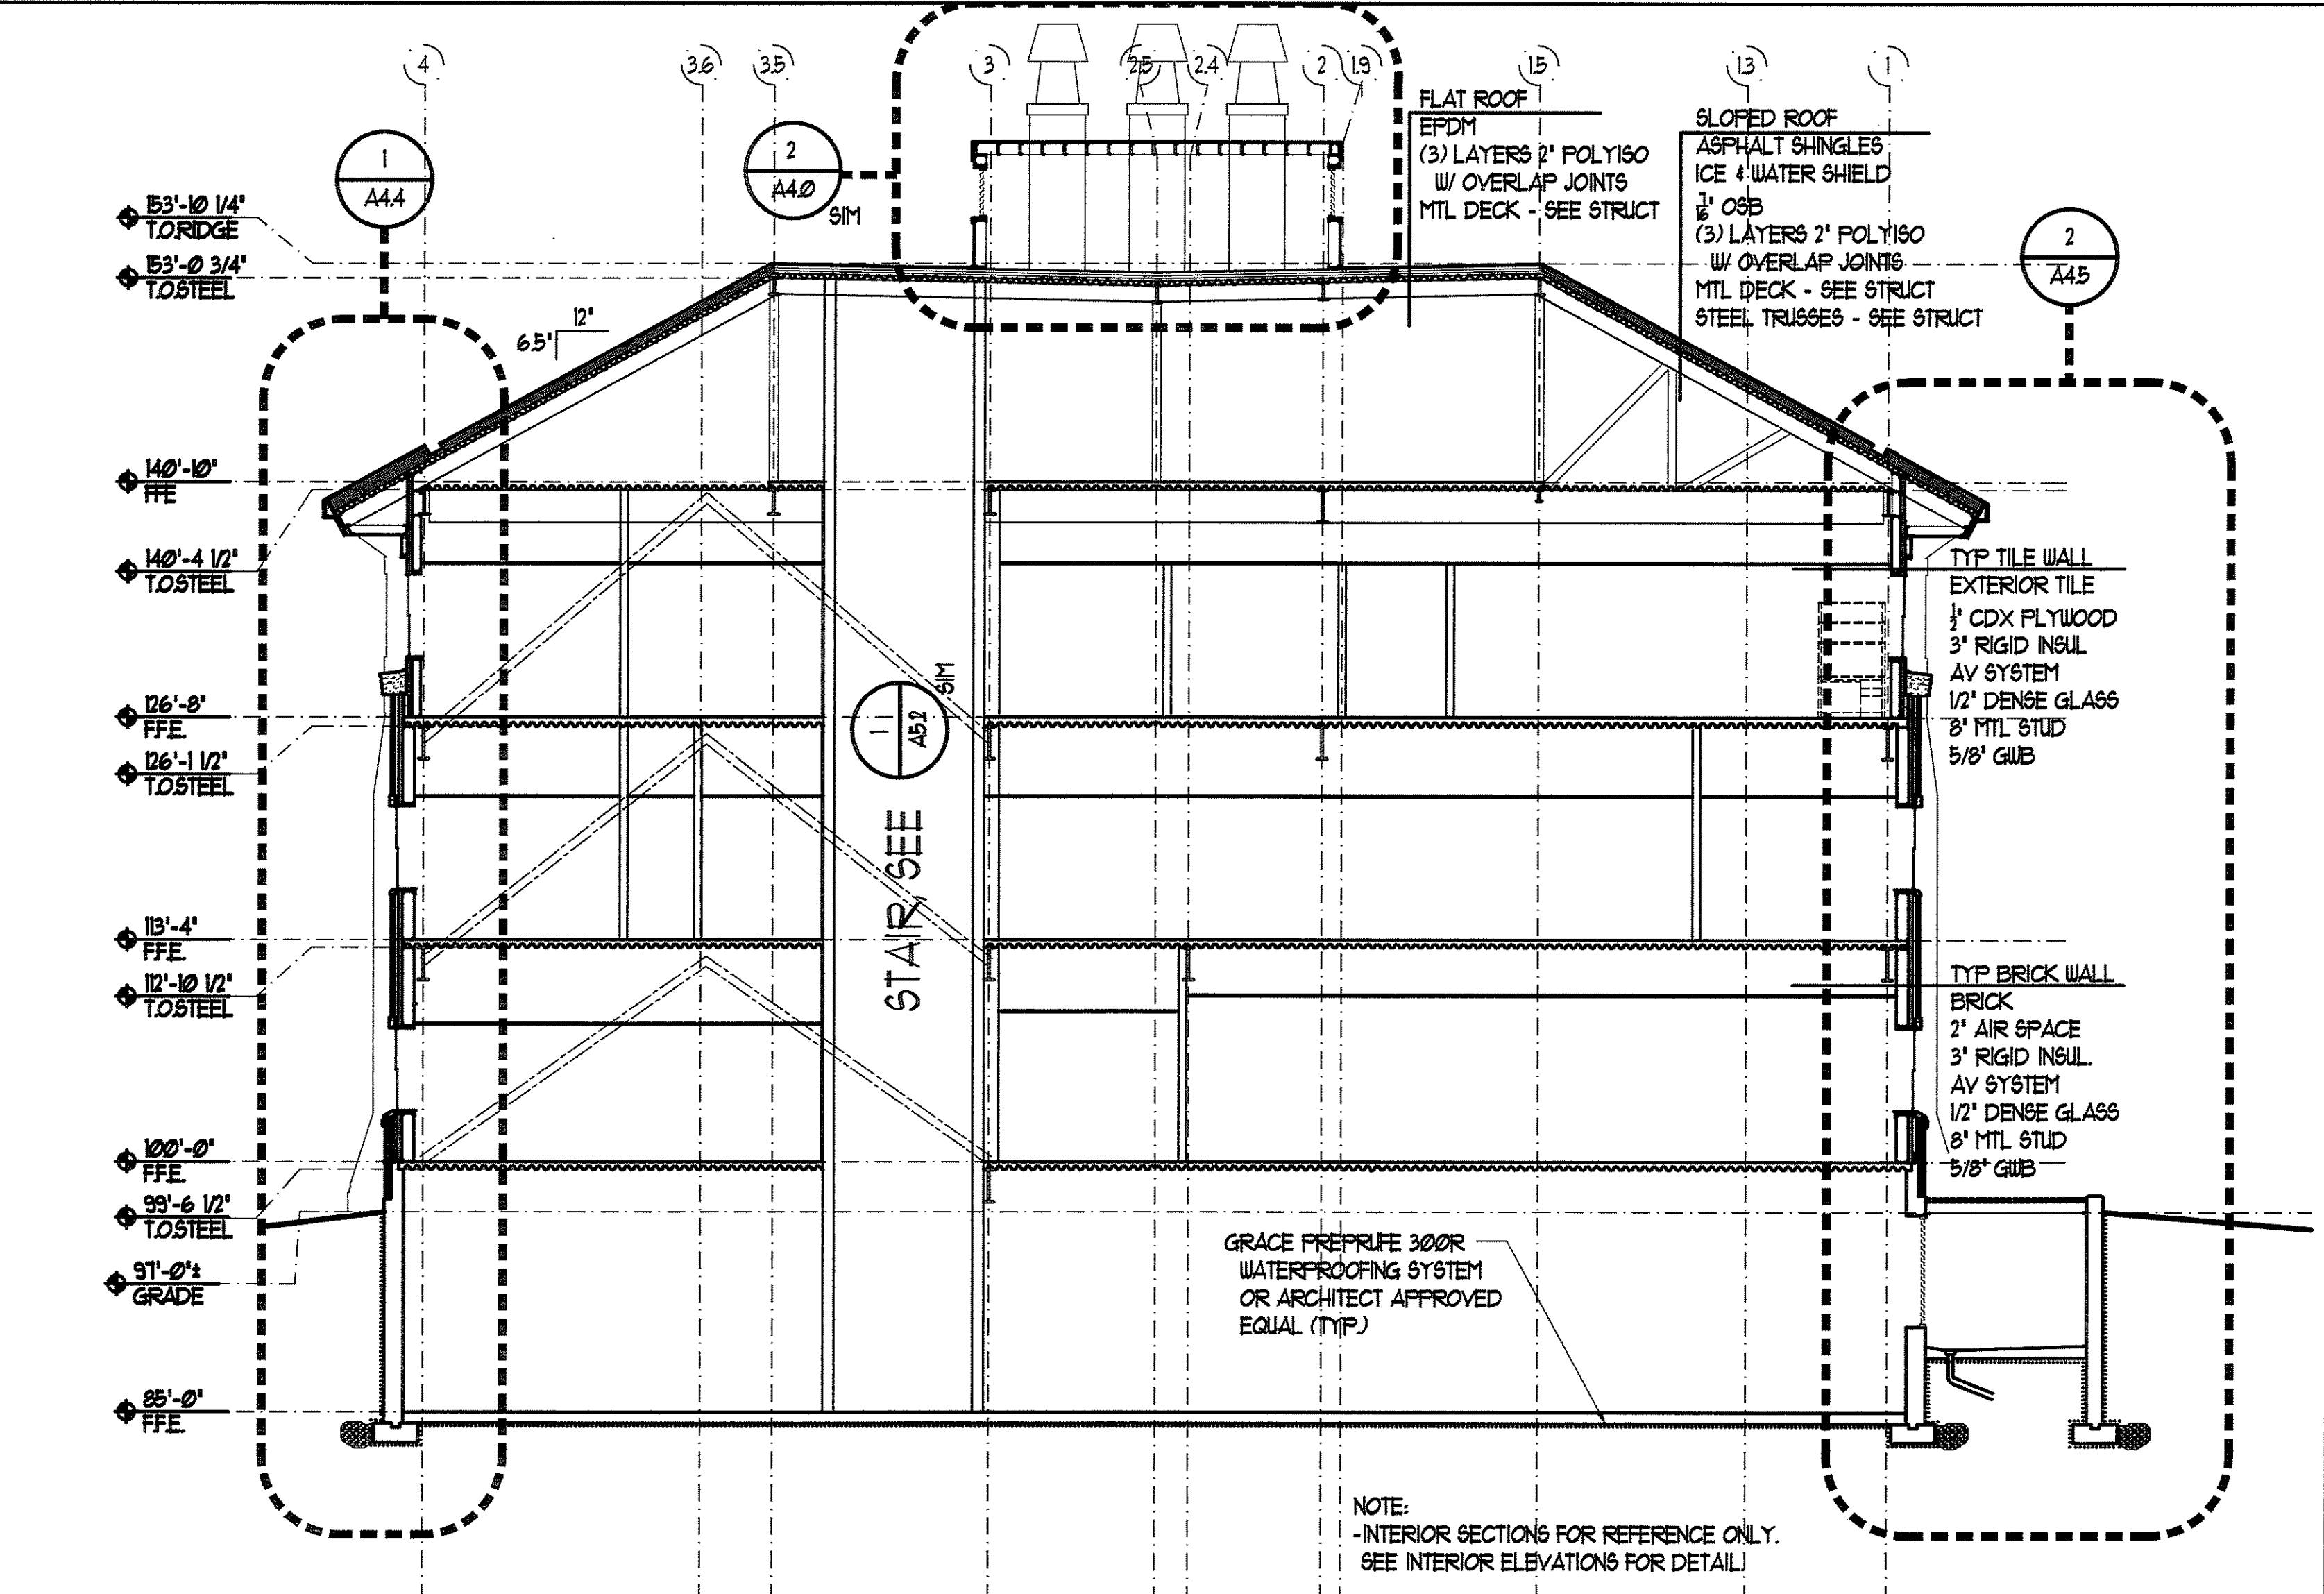 4
3.6
3.5
3
2.5
2.4
2
1.9
1.5
1.3
1
1
A4.4
2
A4.0
SIM
FLAT ROOF
EPDM
(3) LAYERS 2" POLYISO
W/ OVERLAP JOINTS
MTL DECK - SEE STRUCT
SLOPED ROOF
ASPHALT SHINGLES
ICE & WATER SHIELD
7/16" OSB
(3) LAYERS 2" POLYISO
W/ OVERLAP JOINTS
MTL DECK - SEE STRUCT
STEEL TRUSSES - SEE STRUCT
2
A4.5
153'-10 1/4"
T.O.RIDGE
153'-0 3/4"
T.O.STEEL
12"
6.5"
140'-10"
FFE
140'-4 1/2"
T.O.STEEL
126'-8"
F.F.E.
126'-1 1/2"
T.O.STEEL
113'-4"
F.F.E.
112'-10 1/2"
T.O.STEEL
100'-0"
F.F.E.
99'-6 1/2"
T.O.STEEL
97'-0"±
GRADE
85'-0"
F.F.E.
STAIR, SEE
1
A5.2
SIM
TYP TILE WALL
EXTERIOR TILE
1/2" CDX PLYWOOD
3" RIGID INSUL
AV SYSTEM
1/2" DENSE GLASS
8" MTL STUD
5/8" GWB
TYP BRICK WALL
BRICK
2" AIR SPACE
3" RIGID INSUL.
AV SYSTEM
1/2" DENSE GLASS
8" MTL STUD
5/8" GWB
GRACE PREPRUFE 300R
WATERPROOFING SYSTEM
OR ARCHITECT APPROVED
EQUAL (TYP.)
NOTE:
-INTERIOR SECTIONS FOR REFERENCE ONLY.
SEE INTERIOR ELEVATIONS FOR DETAIL.